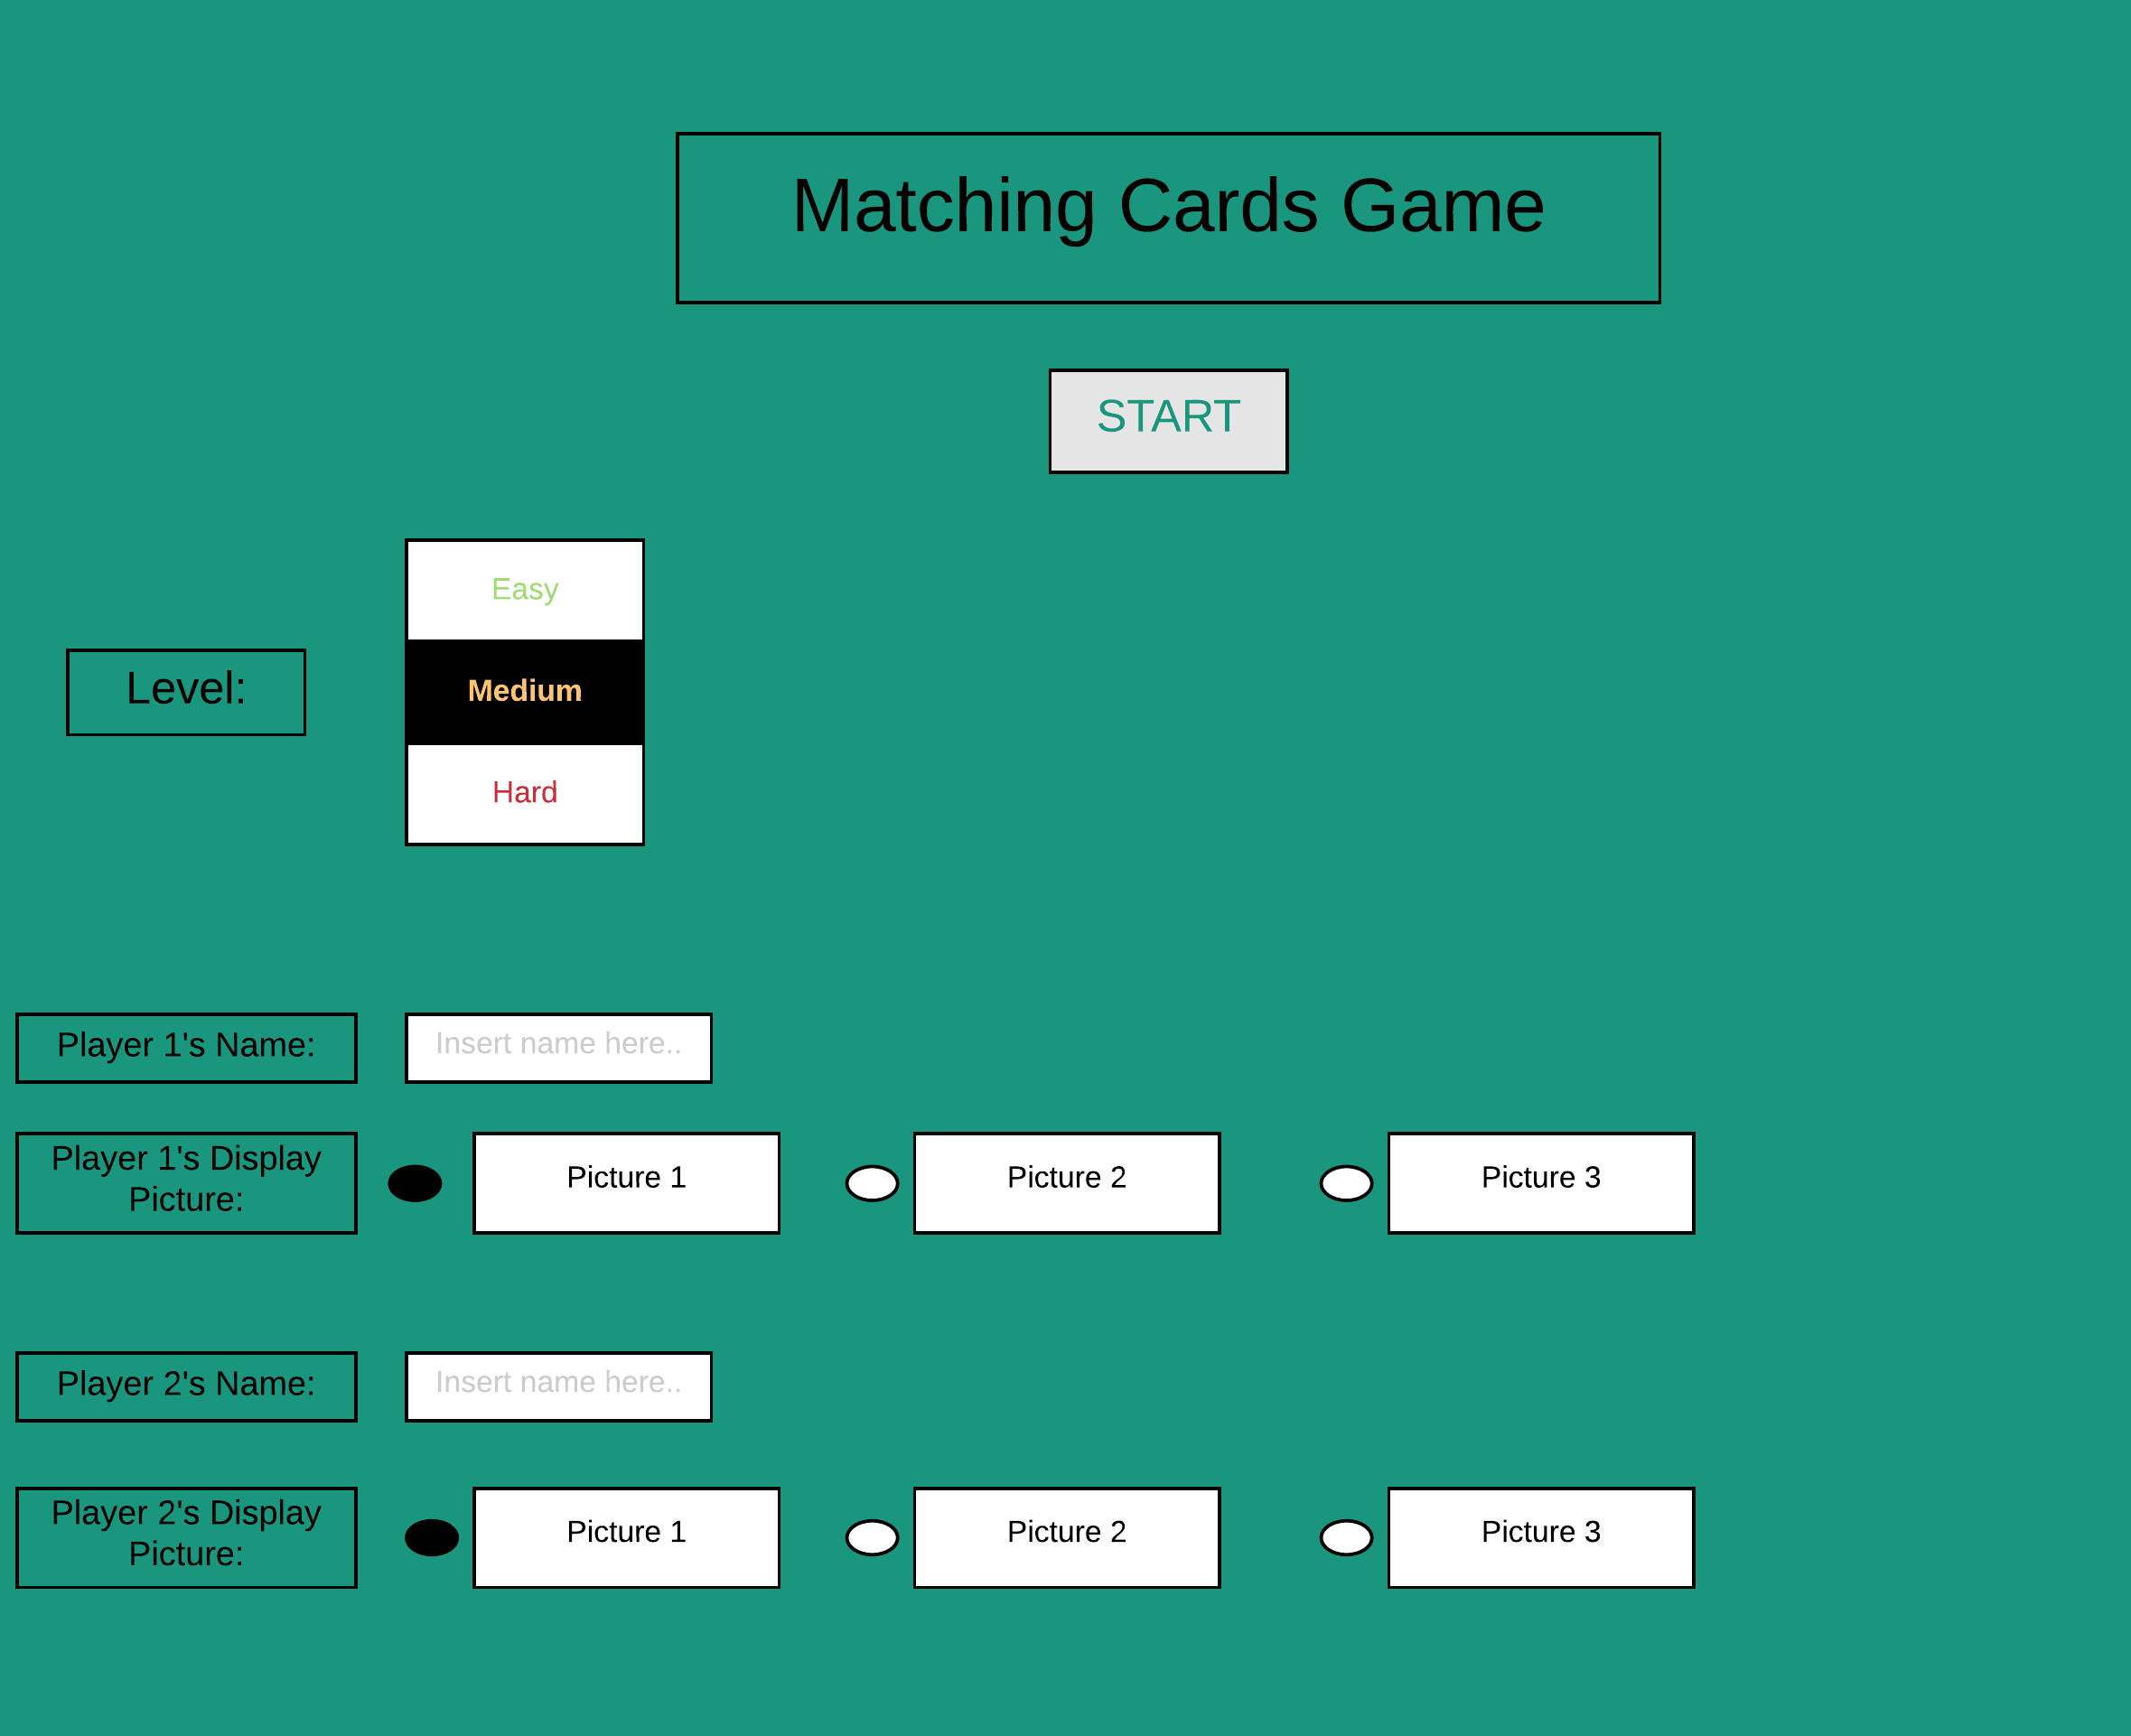 Matching Cards Game
START
Easy
Level:
Medium
Hard
Player 1's Name:
Insert name here..
Player 1's Display
Picture:
Picture 1
Picture 2
Picture 3
Player 2's Name:
Insert name here..
Player 2's Display
Picture:
Picture 1
Picture 2
Picture 3